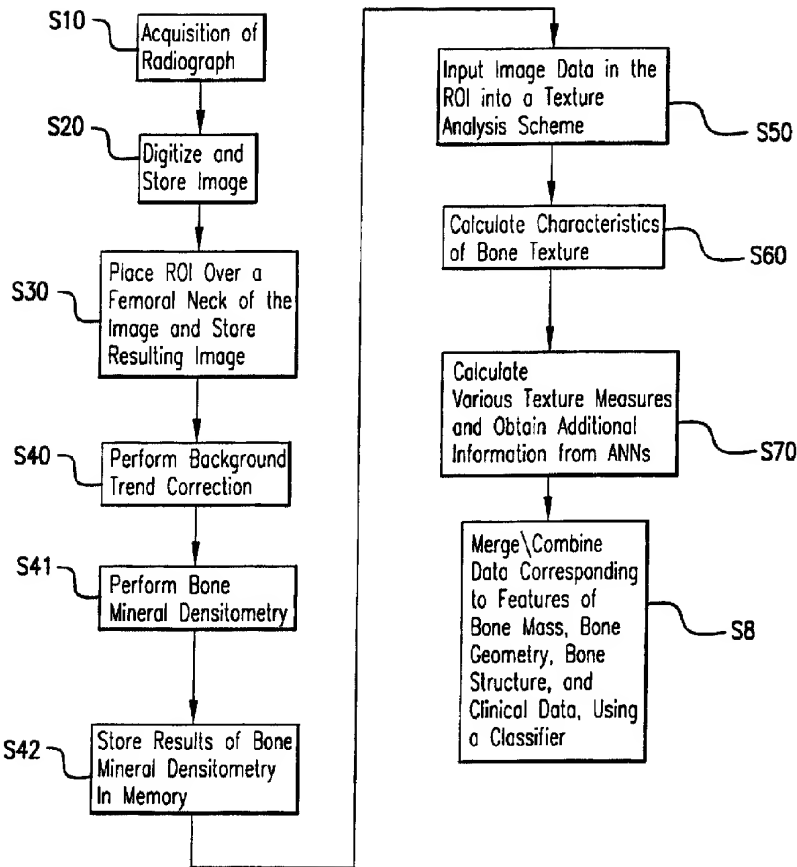 S10
Acquisition of
Radiograph
S20
Digitize and
Store Image
S30
Place ROI Over a
Femoral Neck of the
Image and Store
Resulting Image
S40
Perform Background
Trend Correction
S41
Perform Bone
Mineral Densitometry
S42
Store Results of Bone
Mineral Densitometry
In Memory
Input Image Data in the
ROI into a Texture
Analysis Scheme
S50
Calculate Characteristics
of Bone Texture
S60
Calculate
Various Texture Measures
and Obtain Additional
Information from ANNs
S70
Merge\Combine
Data Corresponding
to Features of
Bone Mass, Bone
Geometry, Bone
Structure, and
Clinical Data, Using
a Classifier
S8